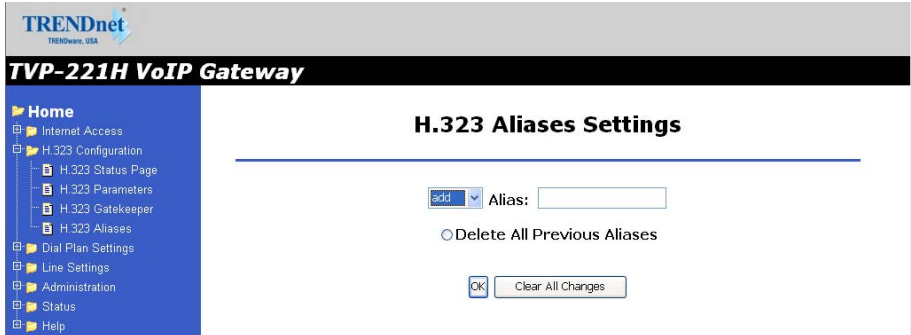 TRENDnet
TRENDware, USA
TVP-221H VoIP Gateway
Home
Internet Access
H.323 Configuration
H.323 Status Page
H.323 Parameters
H.323 Gatekeeper
H.323 Aliases
Dial Plan Settings
Line Settings
Administration
Status
Help
H.323 Aliases Settings
add Alias:
Delete All Previous Aliases
OK Clear All Changes